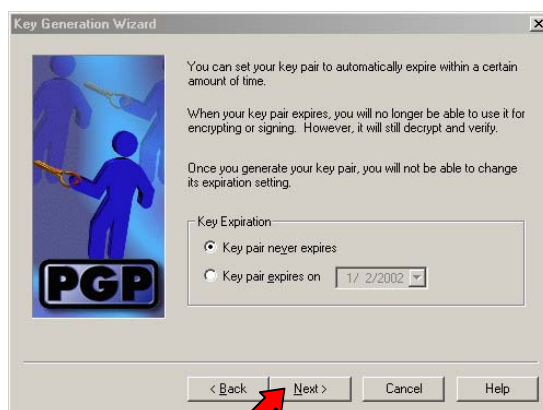 Key Generation Wizard
You can set your key pair to automatically expire within a certain
amount of time.
When your key pair expires, you will no longer be able to use it for
encrypting or signing. However, it will still decrypt and verify.
Once you generate your key pair, you will not be able to change
its expiration setting.
Key Expiration
Key pair never expires
Key pair expires on 1/ 2/2002
PGP
< Back Next > Cancel Help